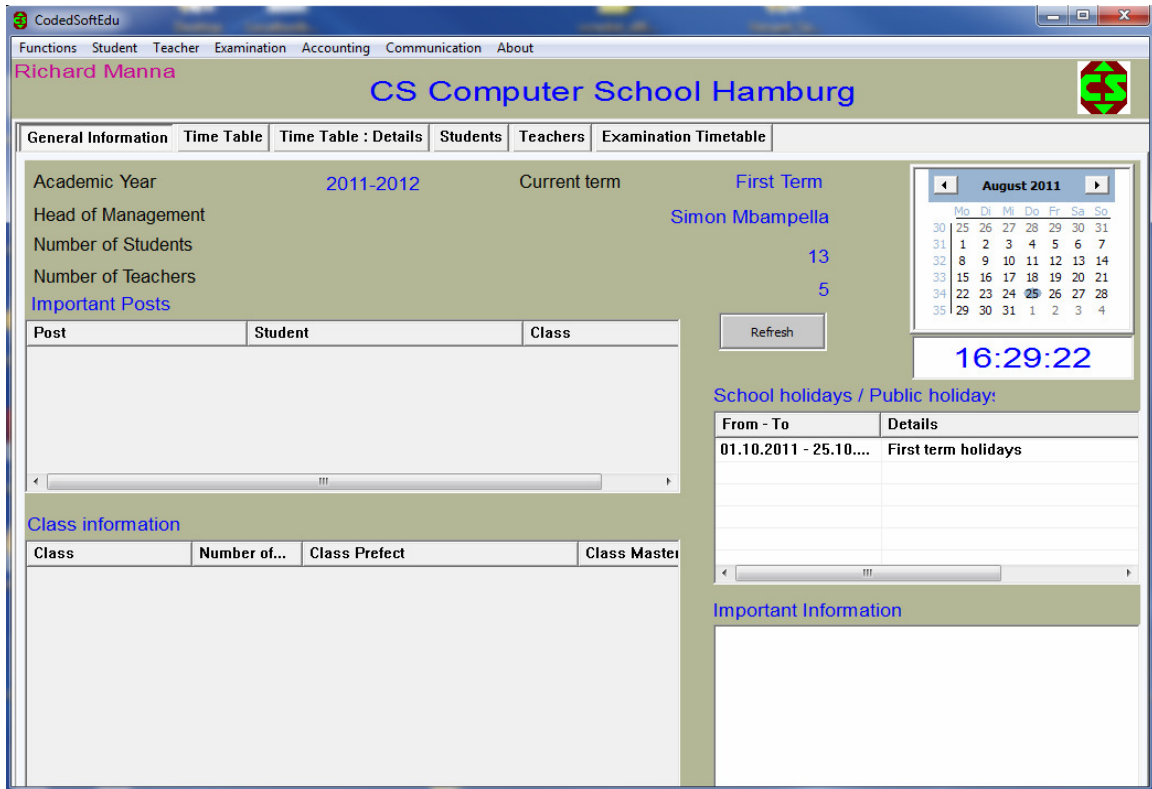 CodedSoftEdu
Functions Student Teacher Examination Accounting Communication About
Richard Manna
CS Computer School Hamburg
CS
General Information Time Table Time Table : Details Students Teachers Examination Timetable
Academic Year 2011-2012 Current term First Term
Head of Management Simon Mbampella
Number of Students 13
Number of Teachers 5
Important Posts
Post Student Class
Refresh
August 2011
Mo Di Mi Do Fr Sa So
30 25 26 27 28 29 30 31
31 1 2 3 4 5 6 7
32 8 9 10 11 12 13 14
33 15 16 17 18 19 20 21
34 22 23 24 25 26 27 28
35 29 30 31 1 2 3 4
16:29:22
School holidays / Public holidays
From - To Details
01.10.2011 - 25.10.... First term holidays
Class information
Class Number of... Class Prefect Class Master
Important Information